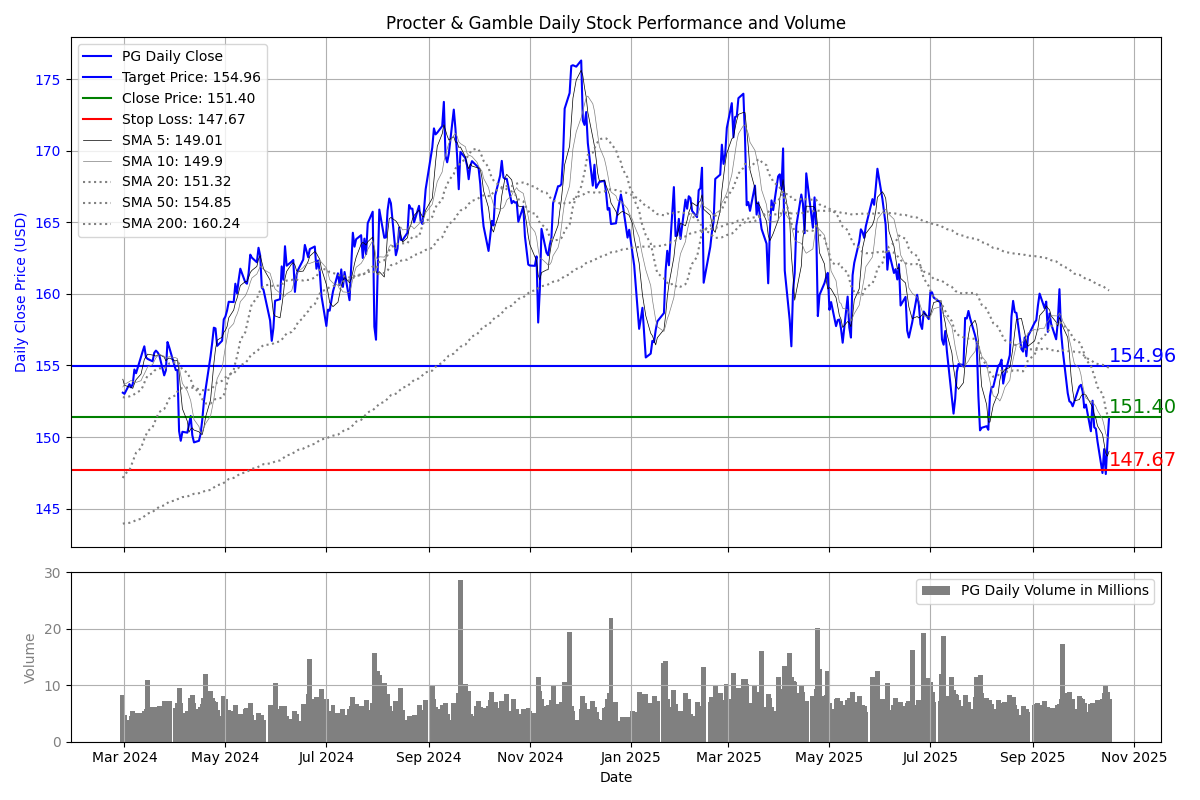 Procter & Gamble Daily Stock Performance and Volume
PG Daily Close
Target Price: 154.96
Close Price: 151.40
Stop Loss: 147.67
SMA 5: 149.01
SMA 10: 149.9
SMA 20: 151.32
SMA 50: 154.85
SMA 200: 160.24
Daily Close Price (USD)
175
170
165
160
155
150
145
154.96
151.40
147.67
PG Daily Volume in Millions
Volume
30
20
10
0
Mar 2024
May 2024
Jul 2024
Sep 2024
Nov 2024
Jan 2025
Mar 2025
May 2025
Jul 2025
Sep 2025
Nov 2025
Date